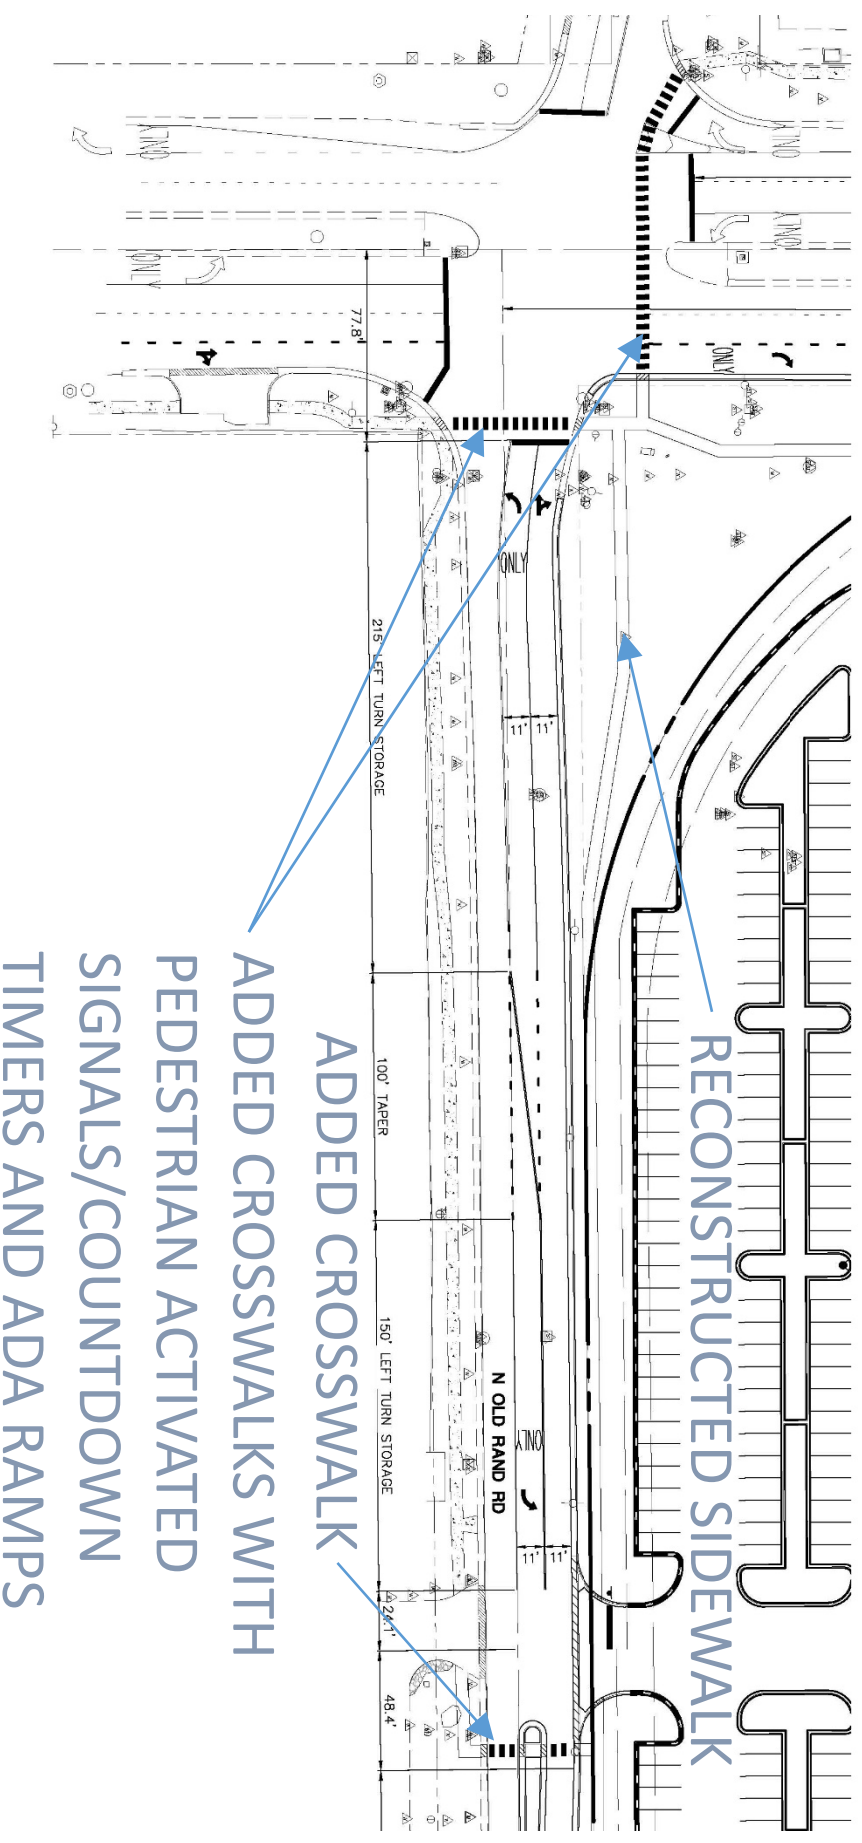 RECONSTRUCTED SIDEWALK
ADDED CROSSWALK
ADDED CROSSWALKS WITH
PEDESTRIAN ACTIVATED
SIGNALS/COUNTDOWN
TIMERS AND ADA RAMPS
N OLD RAND RD
77.8'
215' LEFT TURN STORAGE
100' TAPER
150' LEFT TURN STORAGE
24.1'
48.4'
11'
11'
11'
11'
ONLY
ONLY
ONLY
ONLY
ONLY
ONLY
ONLY